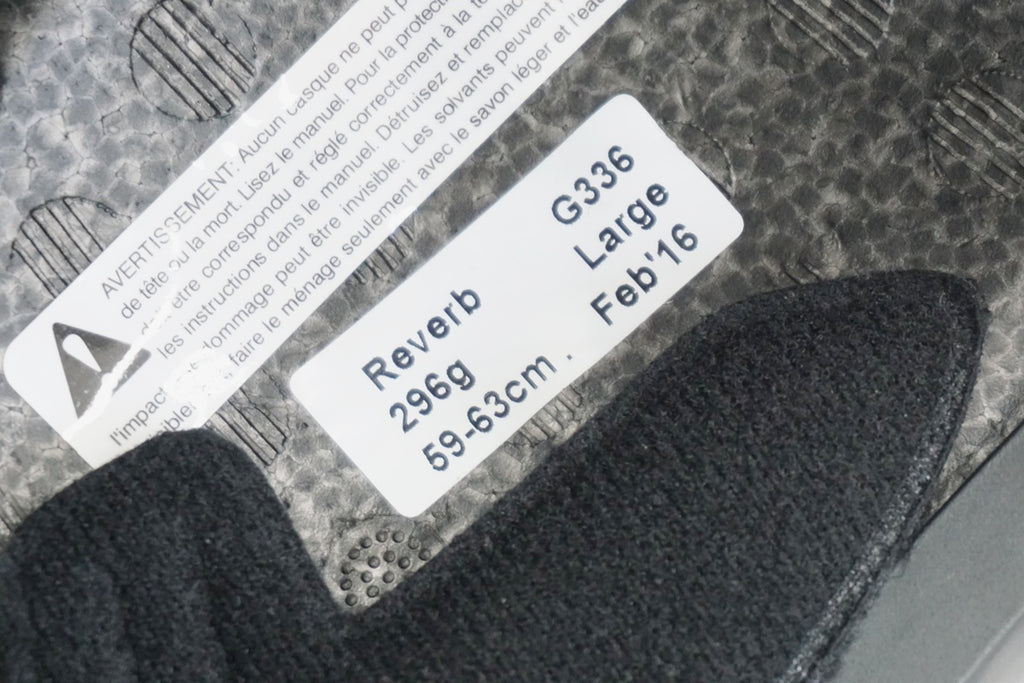 AVERTISSEMENT: Aucun casque ne peut p
de tête ou la mort. Lisez le manuel. Pour la protect
être correspondu et réglé correctement à la te
les instructions dans le manuel. Détruisez et remplac
l'impact dommage peut être invisible. Les solvants peuvent
faire le ménage seulement avec le savon léger et l'eau
Reverb G336
296g Large
59-63cm . Feb'16